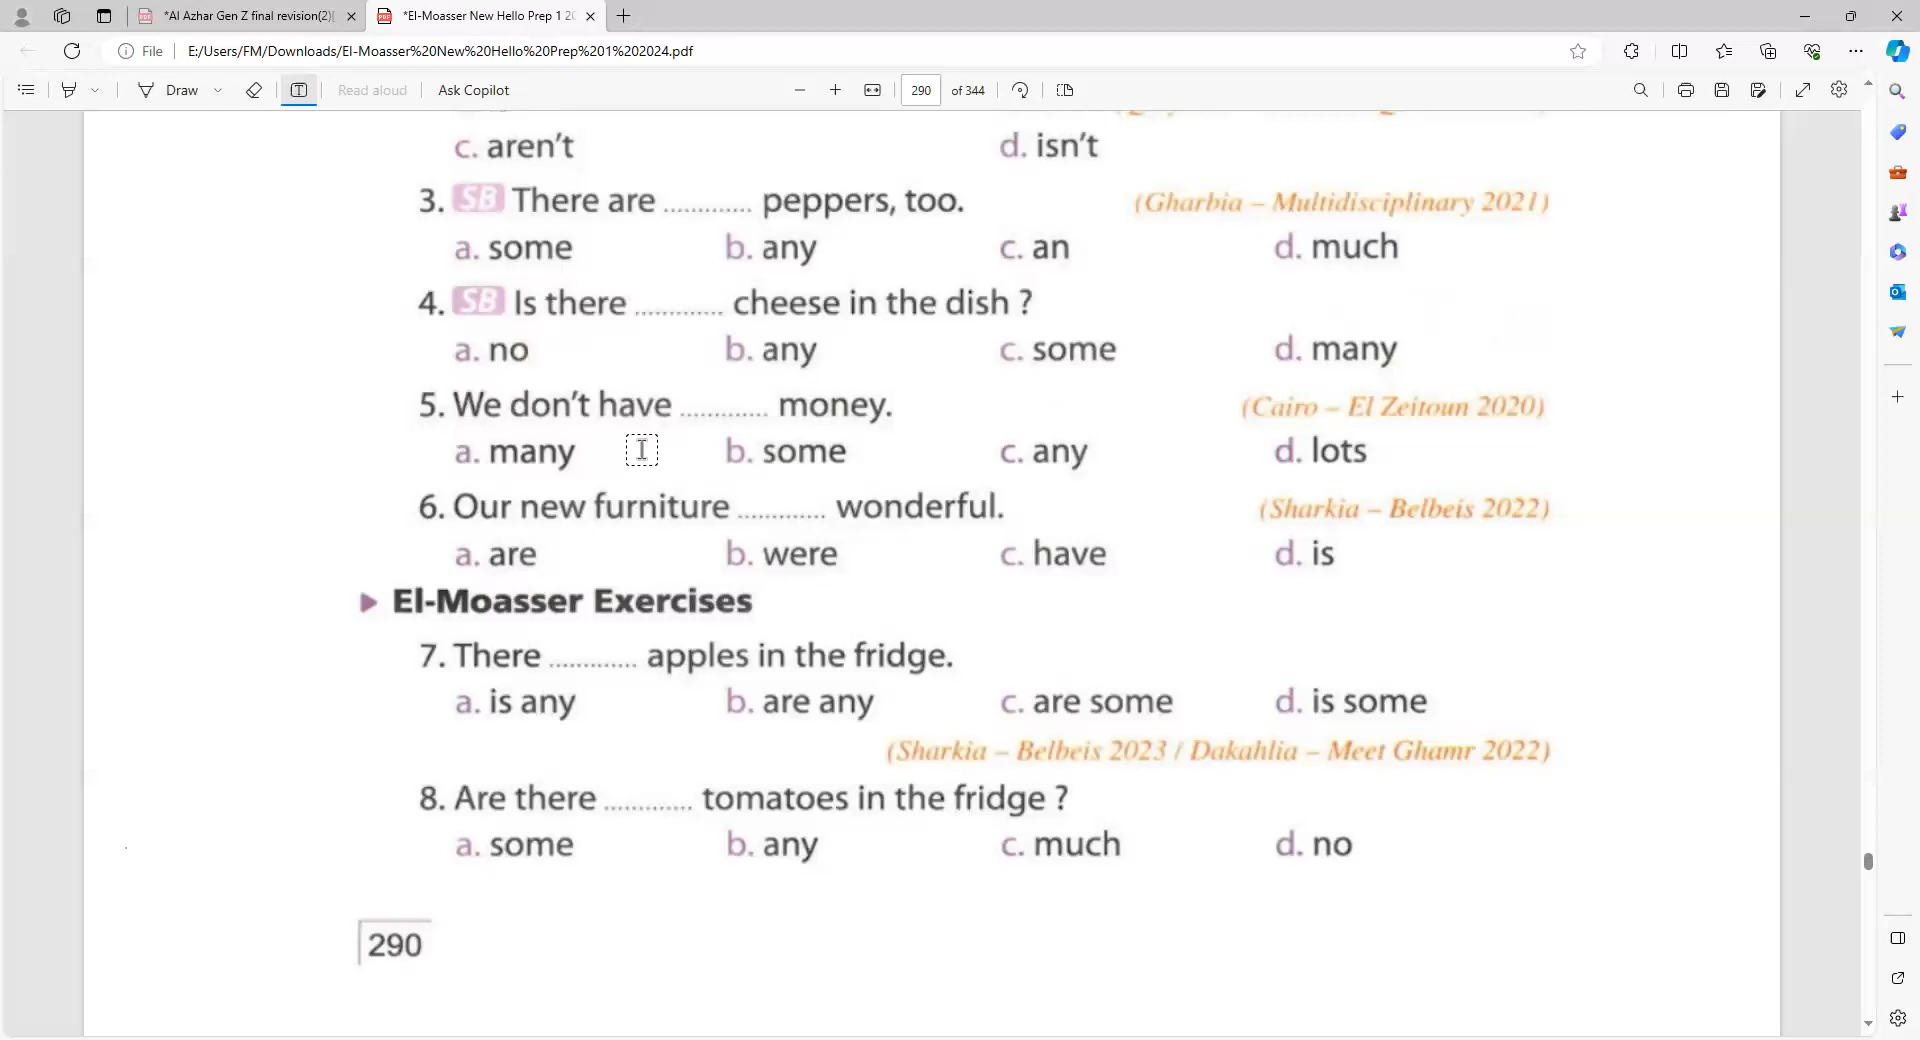 *Al Azhar Gen Z final revision(2)(
*El-Moasser New Hello Prep 1 20
File
E:/Users/FM/Downloads/El-Moasser%20New%20Hello%20Prep%201%202024.pdf
Draw
Read aloud
Ask Copilot
290 of 344
c. aren't d. isn't
3. SB There are ............. peppers, too. (Gharbia – Multidisciplinary 2021)
a. some b. any c. an d. much
4. SB Is there ............. cheese in the dish ?
a. no b. any c. some d. many
5. We don't have ............. money. (Cairo – El Zeitoun 2020)
a. many b. some c. any d. lots
6. Our new furniture ............. wonderful. (Sharkia – Belbeis 2022)
a. are b. were c. have d. is
El-Moasser Exercises
7. There ............. apples in the fridge.
a. is any b. are any c. are some d. is some
(Sharkia – Belbeis 2023 / Dakahlia – Meet Ghamr 2022)
8. Are there ............. tomatoes in the fridge ?
a. some b. any c. much d. no
290